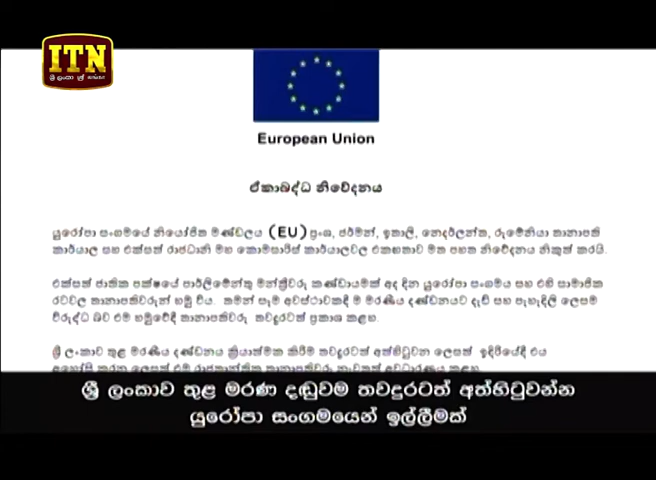 ITN
ශ්‍රී ලංකා
European Union
ඒකාබද්ධ නිවේදනය
යුරෝපා සංගමයේ නියෝජිත මණ්ඩලය (EU) ප්‍රංශ, ජර්මන්, ඉතාලි, නෙදර්ලන්ත, රුමේනියා තානාපති
කාර්යාල සහ එක්සත් රාජධානි මහ කොමසාරිස් කාර්යාලවල එකඟතාව මත පහත නිවේදනය නිකුත් කරයි.
එක්සත් ජාතික පක්ෂයේ පාර්ලිමේන්තු මන්ත්‍රීවරු කණ්ඩායමක් අද දින යුරෝපා සංගමය සහ එහි සාමාජික
රටවල තානාපතිවරුන් හමු විය. තමන් සෑම අවස්ථාවකදී ම මරණීය දණ්ඩනයට දැඩි සහ පැහැදිලි ලෙසම
විරුද්ධ බව එම හමුවේදී තානාපතිවරු තවදුරටත් ප්‍රකාශ කළහ.
ශ්‍රී ලංකාව තුළ මරණීය දණ්ඩනය ක්‍රියාත්මක කිරීම තවදුරටත් අත්හිටුවන ලෙසත් ඉදිරියේදී එය
ශ්‍රී ලංකාව තුළ මරණ දඬුවම තවදුරටත් අත්හිටුවන්න
යුරෝපා සංගමයෙන් ඉල්ලීමක්